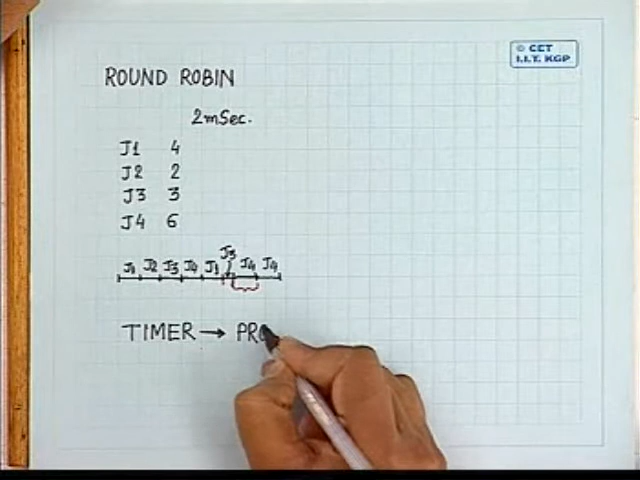 © CET
I.I.T. KGP
ROUND ROBIN
2mSec.
J1 4
J2 2
J3 3
J4 6
J3
J1 J2 J3 J4 J1 J4 J4
TIMER → PRO